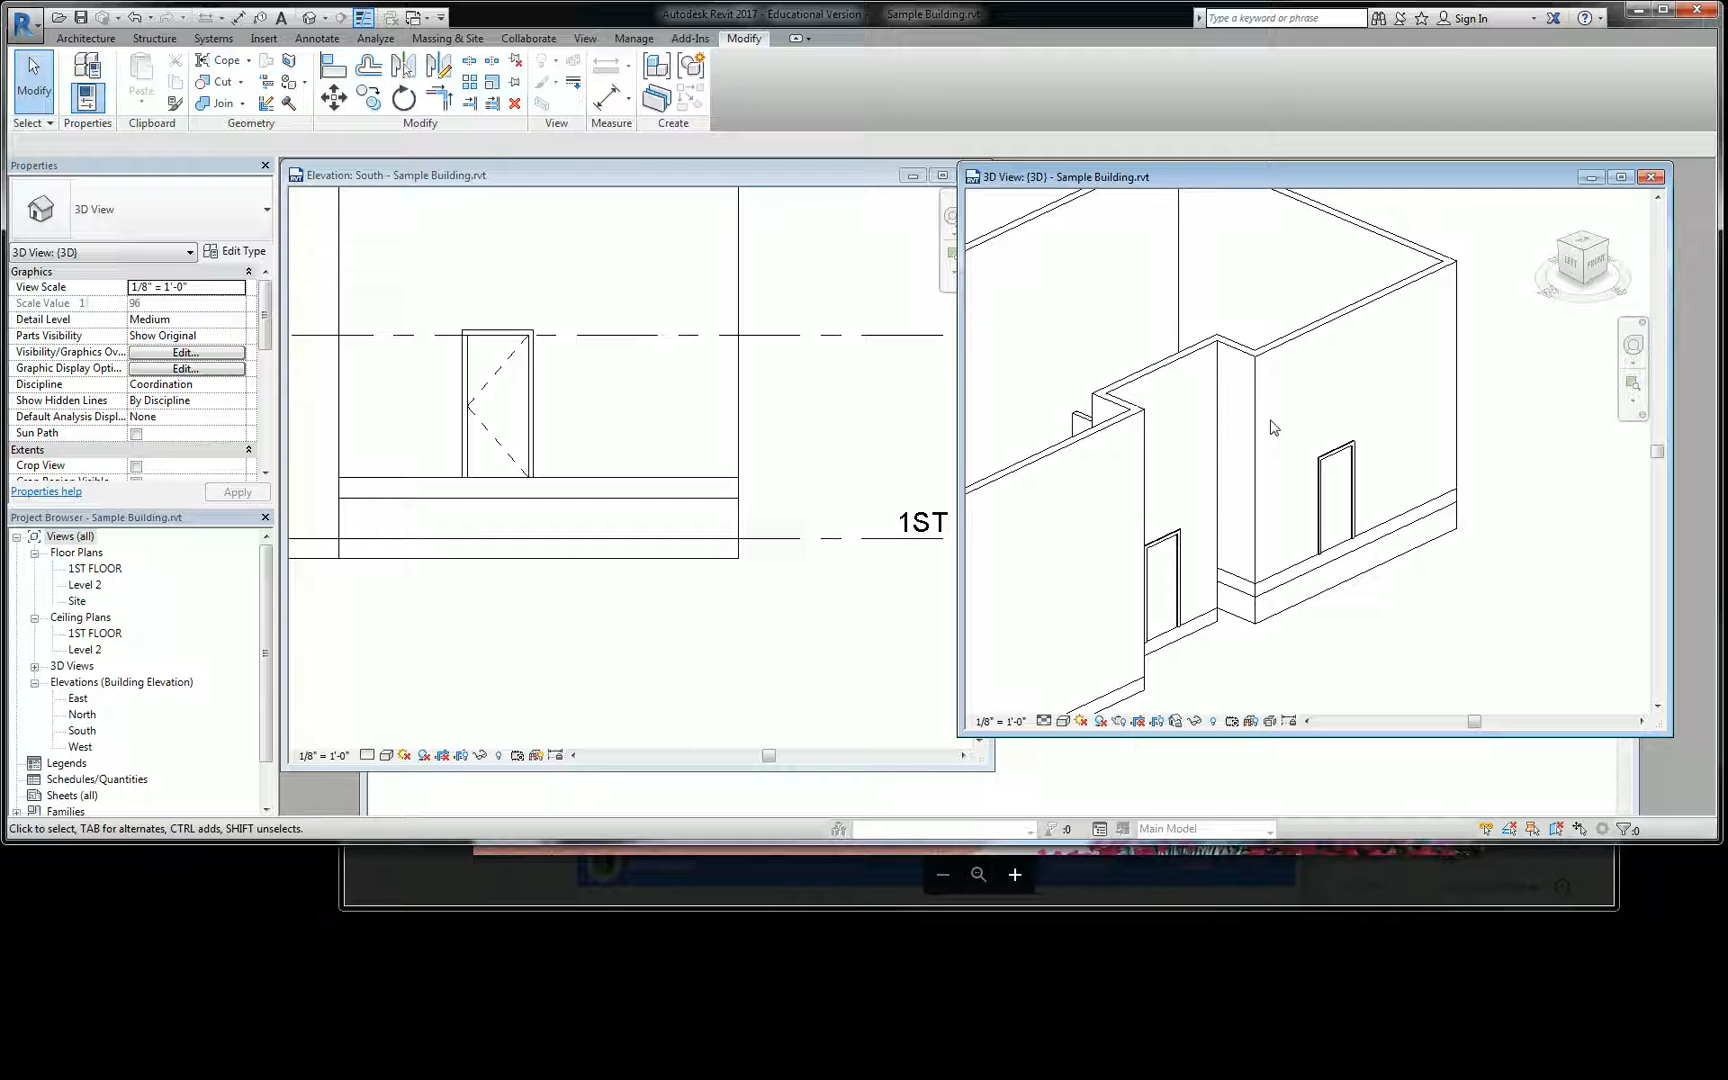 Autodesk Revit 2017 - Educational Version    Sample Building.rvt
Type a keyword or phrase
Sign In
Architecture Structure Systems Insert Annotate Analyze Massing & Site Collaborate View Manage Add-Ins Modify
Modify
Paste
Cope
Cut
Join
Select Properties Clipboard Geometry Modify View Measure Create
Properties
3D View
3D View: {3D}
Edit Type
Graphics
View Scale 1/8" = 1'-0"
Scale Value 1: 96
Detail Level Medium
Parts Visibility Show Original
Visibility/Graphics Ov... Edit...
Graphic Display Opti... Edit...
Discipline Coordination
Show Hidden Lines By Discipline
Default Analysis Displ... None
Sun Path
Extents
Crop View
Properties help
Apply
Project Browser - Sample Building.rvt
Views (all)
Floor Plans
1ST FLOOR
Level 2
Site
Ceiling Plans
1ST FLOOR
Level 2
3D Views
Elevations (Building Elevation)
East
North
South
West
Legends
Schedules/Quantities
Sheets (all)
Families
Elevation: South - Sample Building.rvt
1ST
1/8" = 1'-0"
3D View: {3D} - Sample Building.rvt
LEFT FRONT
1/8" = 1'-0"
Click to select, TAB for alternates, CTRL adds, SHIFT unselects.
:0
Main Model
:0